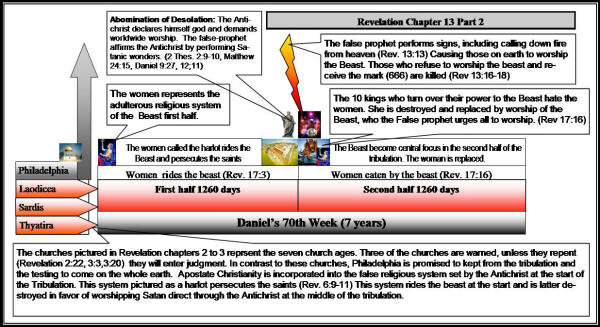 Revelation Chapter 13 Part 2
Abomination of Desolation: The Anti-
christ declares himself god and demands
worldwide worship. The false-prophet
affirms the Antichrist by performing Sa-
tanic wonders. (2 Thes. 2:9-10, Matthew
24:15, Daniel 9:27, 12;11)
The false prophet performs signs, including calling down fire
from heaven (Rev. 13:13) Causing those on earth to worship
the Beast. Those who refuse to worship the beast and re-
ceive the mark (666) are killed (Rev 13:16-18)
The women represents the
adulterous religious system
of the Beast first half.
The 10 kings who turn over their power to the Beast hate the
women. She is destroyed and replaced by worship of the
Beast, who the False prophet urges all to worship. (Rev 17:16)
The women called the harlot rides the
Beast and persecutes the saints
The Beast become central focus in the second half of the
tribulation. The woman is replaced.
Philadelphia
Women rides the beast (Rev. 17:3)
Women eaten by the beast (Rev. 17:16)
Laodicea
First half 1260 days
Second half 1260 days
Sardis
Thyatira
Daniel's 70th Week (7 years)
The churches pictured in Revelation chapters 2 to 3 reprsent the seven church ages. Three of the churches are warned, unless they repent
(Revelation 2:22, 3:3,3:20) they will enter judgment. In contrast to these churches, Philadelphia is promised to kept from the tribulation and
the testing to come on the whole earth. Apostate Christianity is incorporated into the false religious system set by the Antichrist at the start of
the Tribulation. This system pictured as a harlot persecutes the saints (Rev. 6:9-11) This system rides the beast at the start and is latter de-
stroyed in favor of worshipping Satan direct through the Antichrist at the middle of the tribulation.